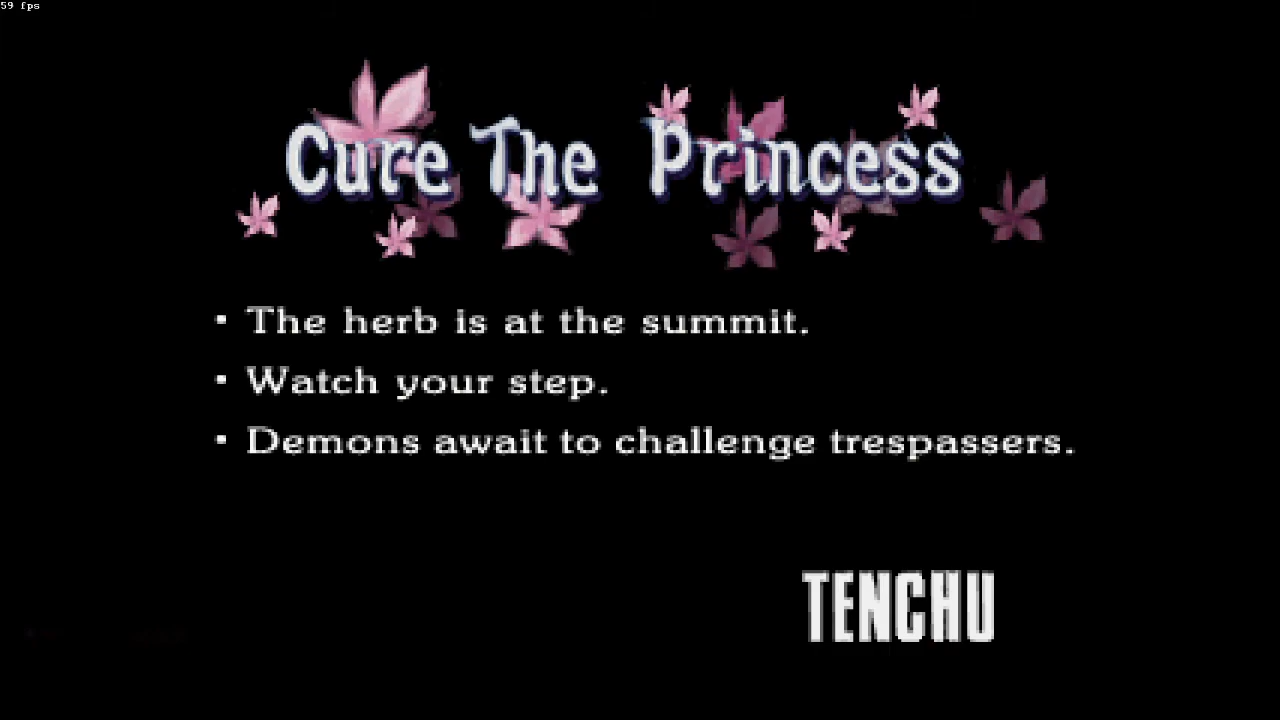 59 fps
Cure The Princess
• The herb is at the summit.
• Watch your step.
• Demons await to challenge trespassers.
TENCHU